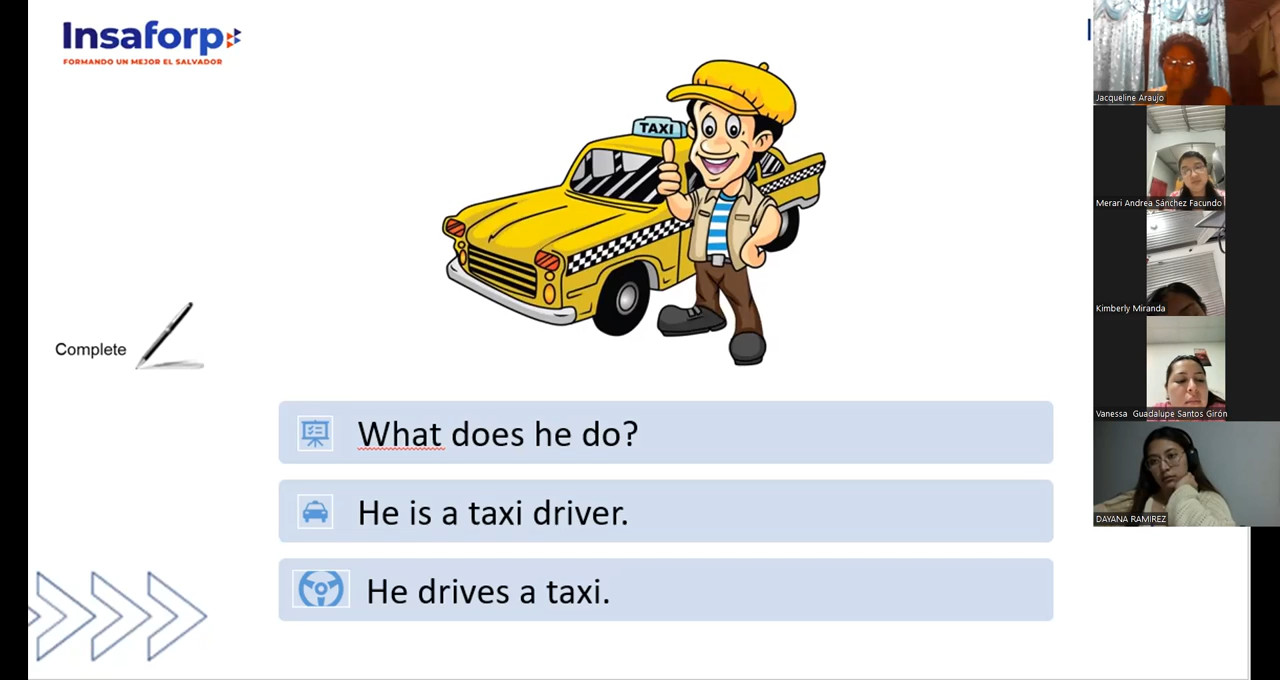 Insaforp
FORMANDO UN MEJOR EL SALVADOR
TAXI
Complete
What does he do?
He is a taxi driver.
He drives a taxi.
Jacqueline Araujo
Merari Andrea Sánchez Facundo
Kimberly Miranda
Vanessa Guadalupe Santos Girón
DAYANA RAMIREZ